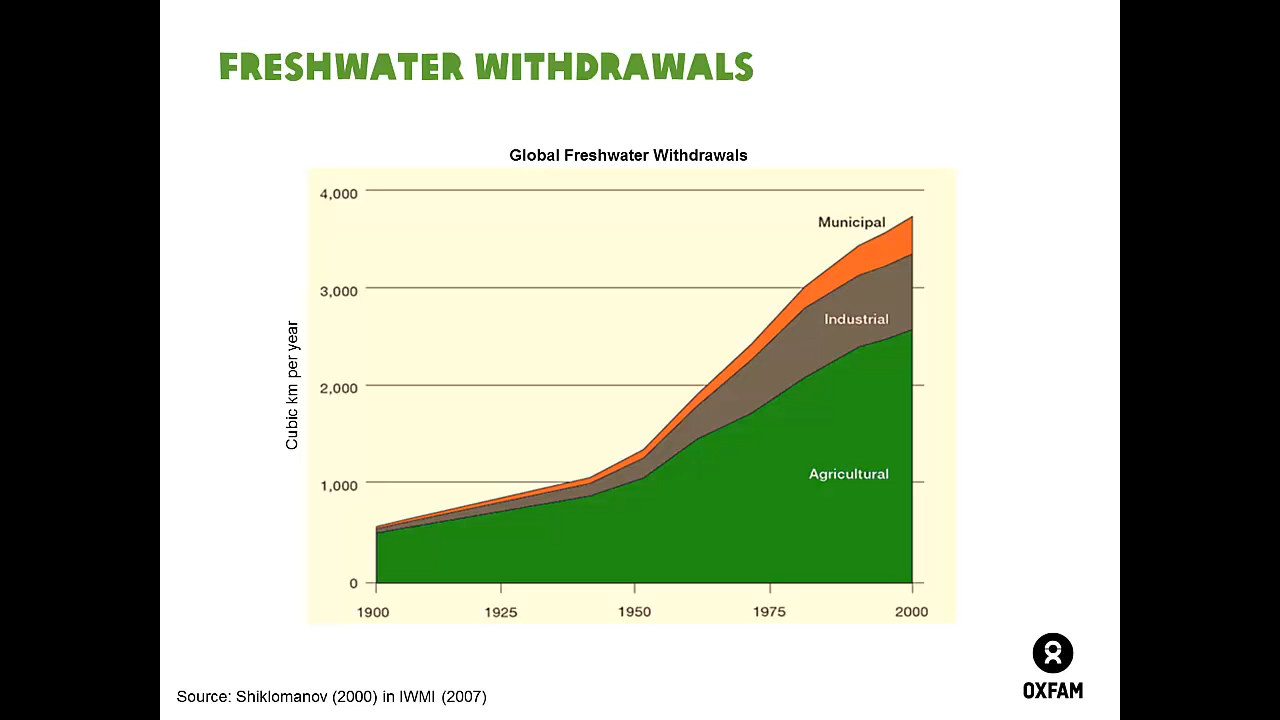 FRESHWATER WITHDRAWALS
Global Freshwater Withdrawals
4,000
Municipal
3,000
Industrial
2,000
Agricultural
1,000
0
Cubic km per year
1900 1925 1950 1975 2000
OXFAM
Source: Shiklomanov (2000) in IWMI (2007)